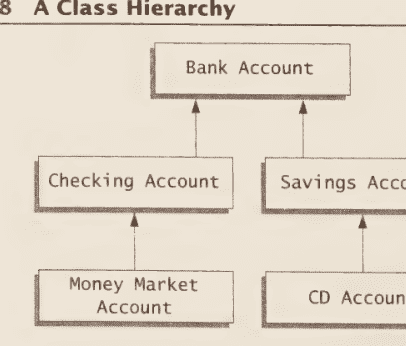 8 A Class Hierarchy
Bank Account
Checking Account
Savings Acco
Money Market
Account
CD Accoun